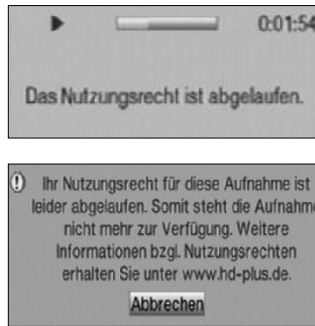 0:01:54
Das Nutzungsrecht ist abgelaufen.
Ihr Nutzungsrecht für diese Aufnahme ist
leider abgelaufen. Somit steht die Aufnahme
nicht mehr zur Verfügung. Weitere
Informationen bzgl. Nutzungsrechten
erhalten Sie unter www.hd-plus.de.
Abbrechen